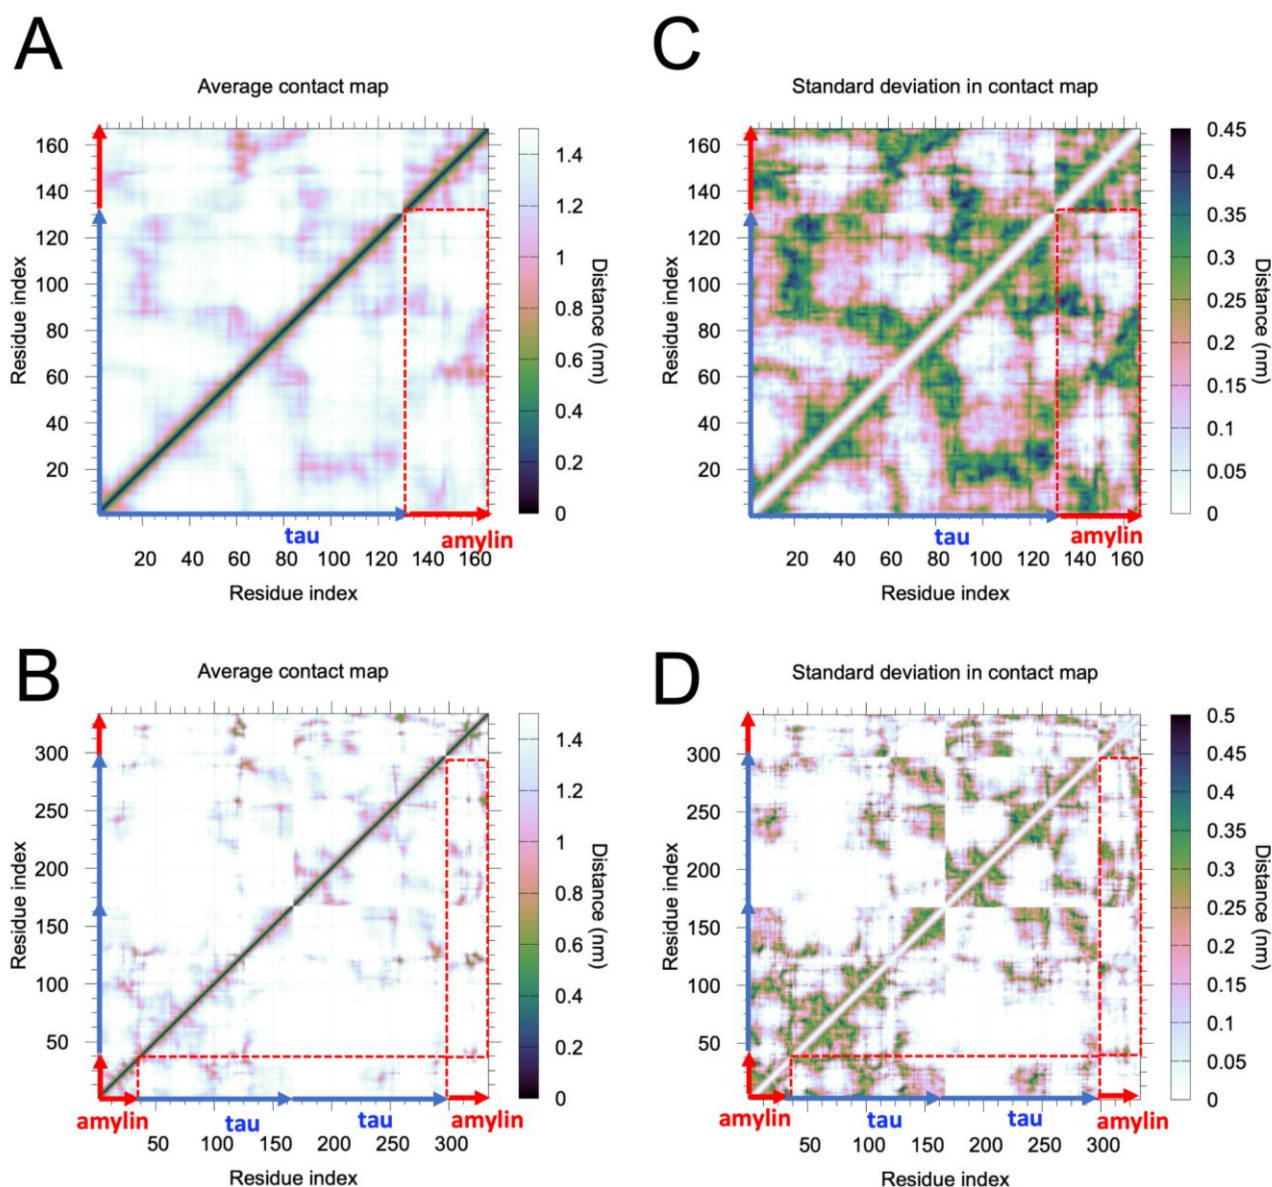 A
Average contact map
Residue index
160
140
120
100
80
60
40
20
20 40 60 80 100 120 140 160
tau
amylin
Residue index
1.4
1.2
1
0.8
0.6
0.4
0.2
0
Distance (nm)
C
Standard deviation in contact map
Residue index
160
140
120
100
80
60
40
20
20 40 60 80 100 120 140 160
tau
amylin
Residue index
0.45
0.4
0.35
0.3
0.25
0.2
0.15
0.1
0.05
0
Distance (nm)
B
Average contact map
Residue index
300
250
200
150
100
50
amylin tau tau amylin
50 100 150 200 250 300
Residue index
1.4
1.2
1
0.8
0.6
0.4
0.2
0
Distance (nm)
D
Standard deviation in contact map
Residue index
300
250
200
150
100
50
amylin tau tau amylin
50 100 150 200 250 300
Residue index
0.5
0.45
0.4
0.35
0.3
0.25
0.2
0.15
0.1
0.05
0
Distance (nm)